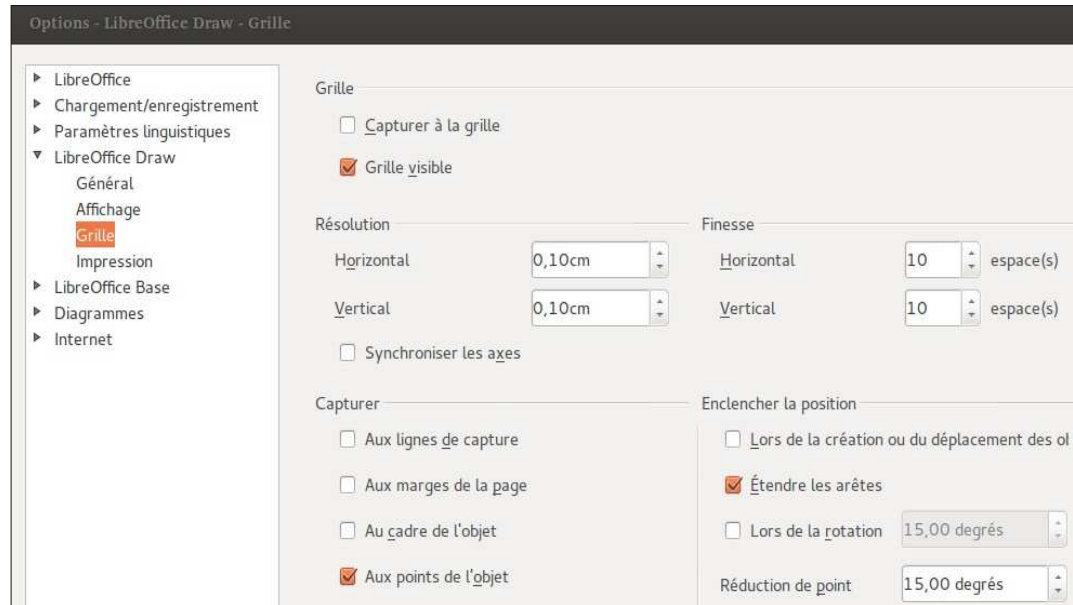 Options - LibreOffice Draw - Grille
LibreOffice
Chargement/enregistrement
Paramètres linguistiques
LibreOffice Draw
Général
Affichage
Grille
Impression
LibreOffice Base
Diagrammes
Internet
Grille
Capturer à la grille
Grille visible
Résolution
Horizontal 0,10cm
Vertical 0,10cm
Synchroniser les axes
Finesse
Horizontal 10 espace(s)
Vertical 10 espace(s)
Capturer
Aux lignes de capture
Aux marges de la page
Au cadre de l'objet
Aux points de l'objet
Enclencher la position
Lors de la création ou du déplacement des
Étendre les arêtes
Lors de la rotation 15,00 degrés
Réduction de point 15,00 degrés